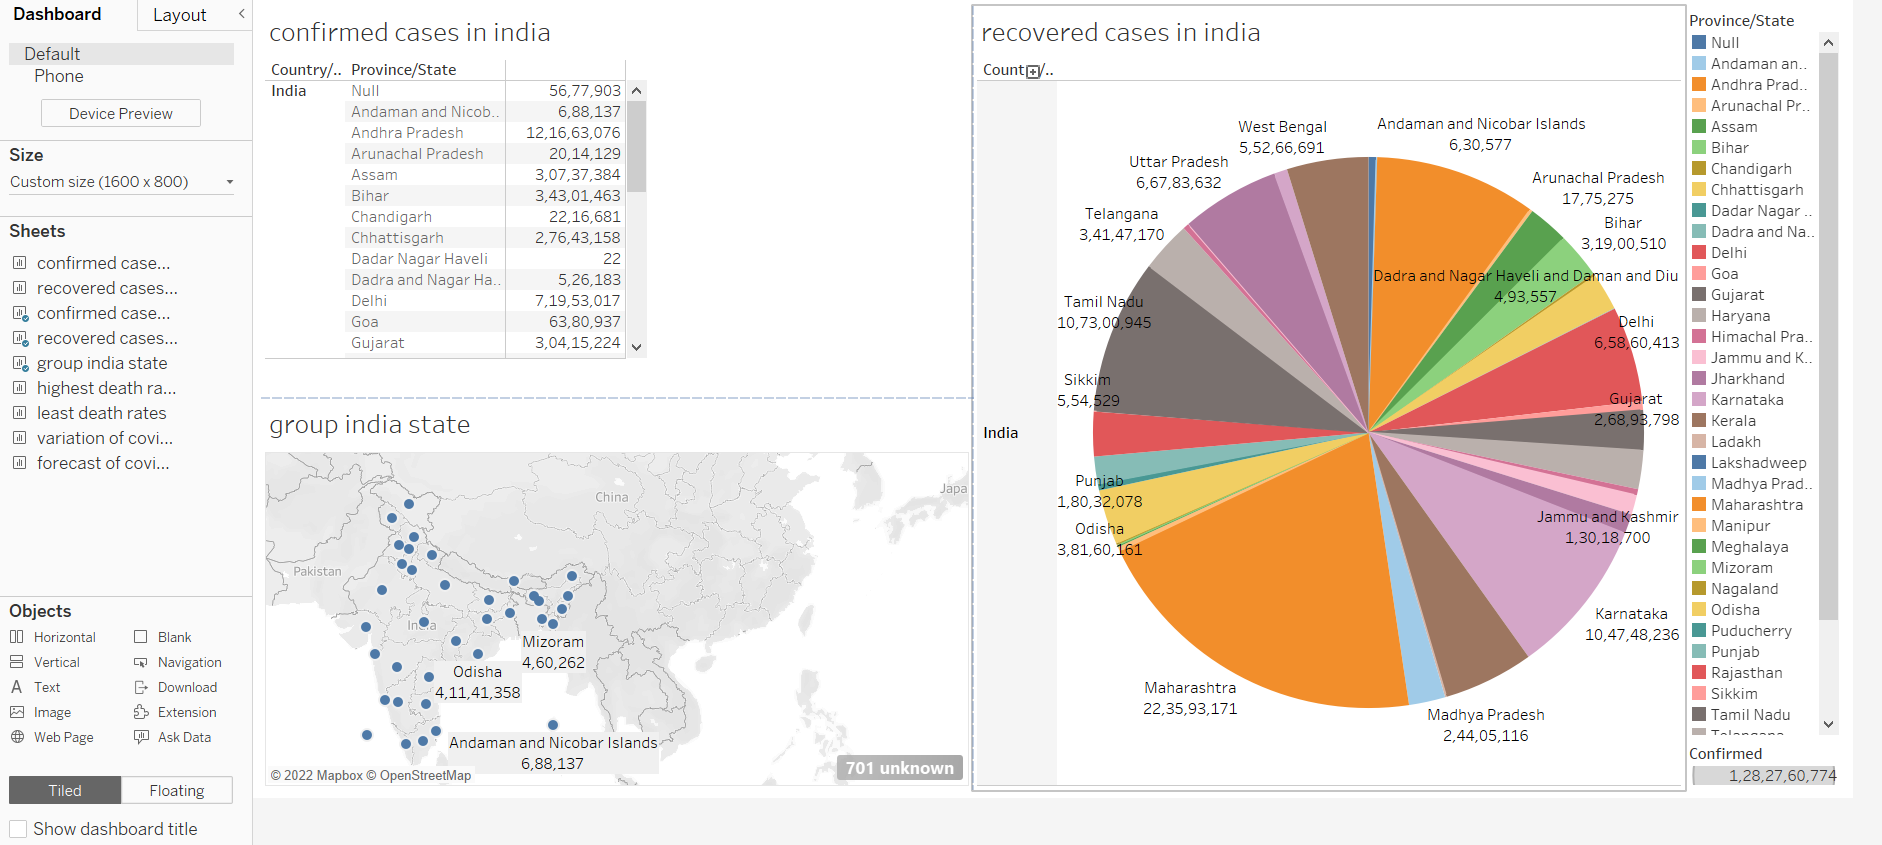 Dashboard
Layout
Default
Phone
Device Preview
Size
Custom size (1600 x 800)
Sheets
confirmed case...
recovered cases...
confirmed case...
recovered cases...
group india state
highest death ra...
least death rates
variation of covi...
forecast of covi...
Objects
Horizontal Blank
Vertical Navigation
Text Download
Image Extension
Web Page Ask Data
Tiled Floating
Show dashboard title
confirmed cases in india
Country/.. Province/State
India Null 56,77,903
Andaman and Nicob.. 6,88,137
Andhra Pradesh 12,16,63,076
Arunachal Pradesh 20,14,129
Assam 3,07,37,384
Bihar 3,43,01,463
Chandigarh 22,16,681
Chhattisgarh 2,76,43,158
Dadar Nagar Haveli 22
Dadra and Nagar Ha.. 5,26,183
Delhi 7,19,53,017
Goa 63,80,937
Gujarat 3,04,15,224
group india state
China
Japa
Pakistan
India
Mizoram
4,60,262
Odisha
4,11,41,358
Andaman and Nicobar Islands
6,88,137
© 2022 Mapbox © OpenStreetMap
701 unknown
recovered cases in india
Count /..
India
West Bengal
5,52,66,691
Andaman and Nicobar Islands
6,30,577
Uttar Pradesh
6,67,83,632
Arunachal Pradesh
17,75,275
Telangana
3,41,47,170
Bihar
3,19,00,510
Dadra and Nagar Haveli and Daman and Diu
4,93,557
Tamil Nadu
10,73,00,945
Delhi
6,58,60,413
Sikkim
5,54,529
Gujarat
2,68,93,798
Punjab
1,80,32,078
Jammu and Kashmir
1,30,18,700
Odisha
3,81,60,161
Karnataka
10,47,48,236
Maharashtra
22,35,93,171
Madhya Pradesh
2,44,05,116
Province/State
Null
Andaman an..
Andhra Prad..
Arunachal Pr..
Assam
Bihar
Chandigarh
Chhattisgarh
Dadar Nagar ..
Dadra and Na..
Delhi
Goa
Gujarat
Haryana
Himachal Pra..
Jammu and K..
Jharkhand
Karnataka
Kerala
Ladakh
Lakshadweep
Madhya Prad..
Maharashtra
Manipur
Meghalaya
Mizoram
Nagaland
Odisha
Puducherry
Punjab
Rajasthan
Sikkim
Tamil Nadu
Telangana
Confirmed
1,28,27,60,774